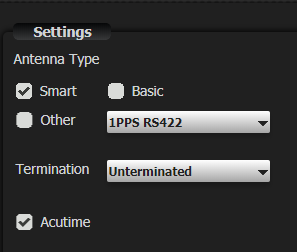 Settings
Antenna Type
Smart Basic
Other 1PPS RS422
Termination Unterminated
Acutime